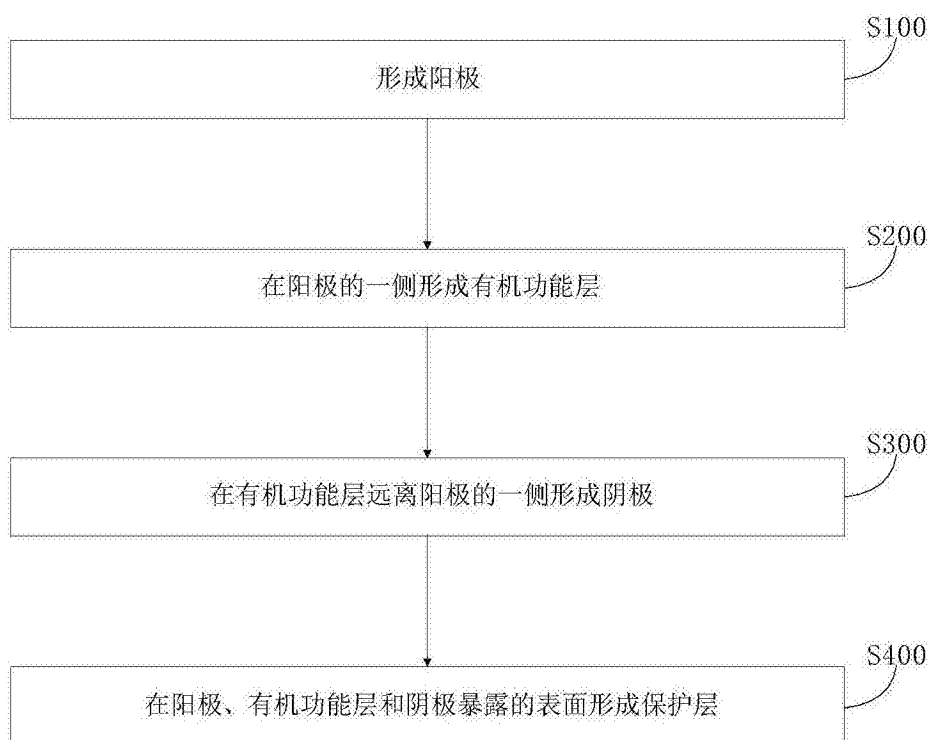 S100
形成阳极
S200
在阳极的一侧形成有机功能层
S300
在有机功能层远离阳极的一侧形成阴极
S400
在阳极、有机功能层和阴极暴露的表面形成保护层